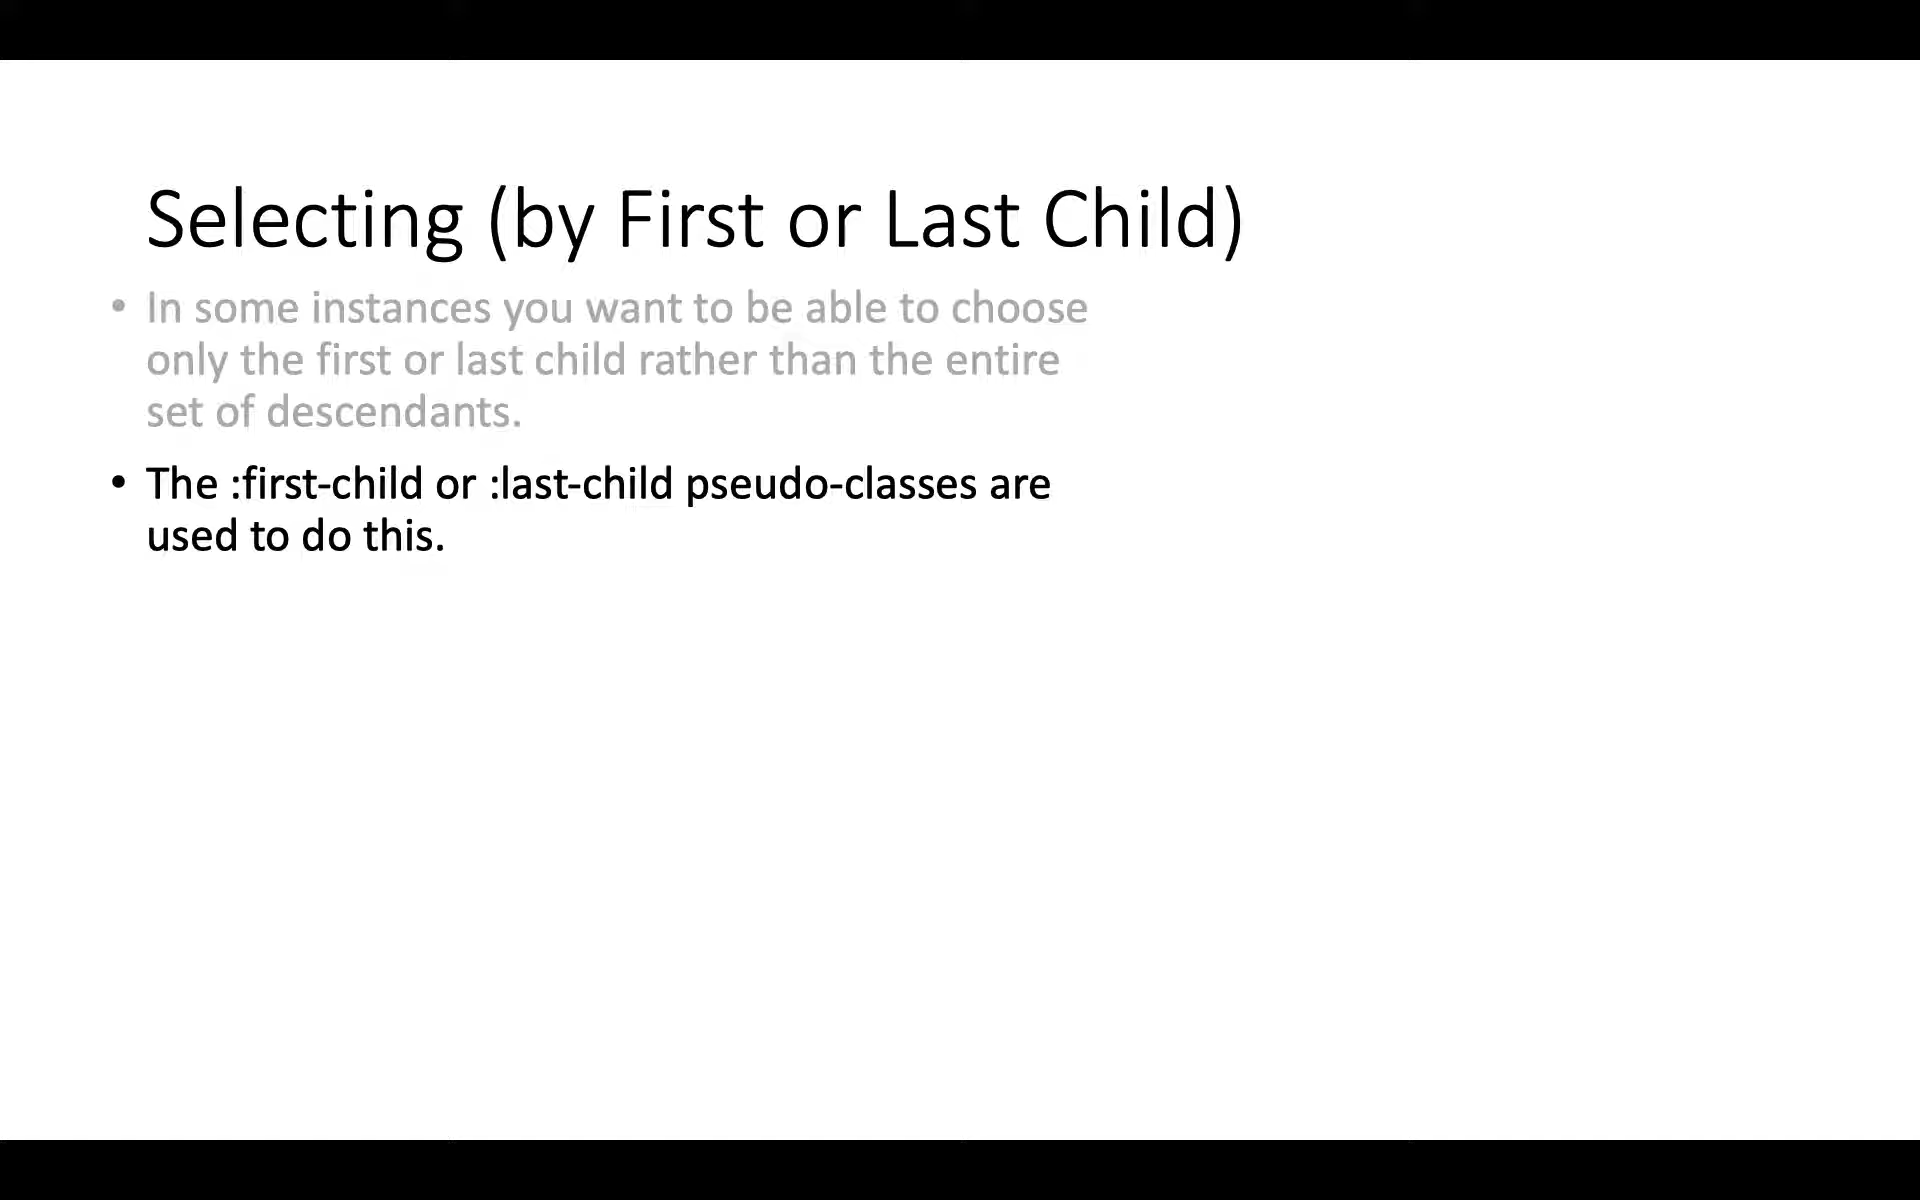 Selecting (by First or Last Child)
• In some instances you want to be able to choose
only the first or last child rather than the entire
set of descendants.
• The :first-child or :last-child pseudo-classes are
used to do this.